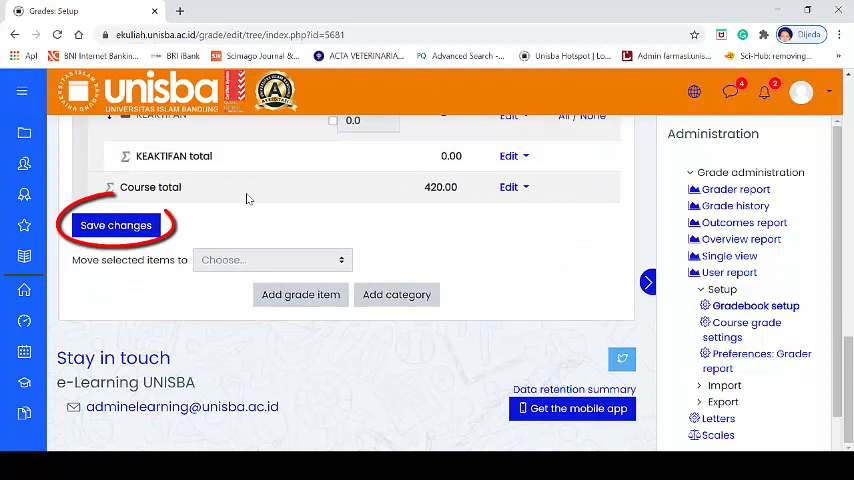 Grades: Setup
ekuliah.unisba.ac.id/grade/edit/tree/index.php?id=5681
Dijeda
Apl
BNI Internet Bankin...
BRI iBank
Scimago Journal &...
ACTA VETERINARIA...
PQ Advanced Search -...
Unisba Hotspot | Lo...
Admin farmasi.unis...
Sci-Hub: removing...
unisba
UNIVERSITAS ISLAM BANDUNG
4
2
KEAKTIFAN
0.0
Edit
All / None
KEAKTIFAN total
0.00
Edit
Course total
420.00
Edit
Save changes
Move selected items to
Choose...
Add grade item
Add category
Stay in touch
e-Learning UNISBA
adminelearning@unisba.ac.id
Data retention summary
Get the mobile app
Administration
Grade administration
Grader report
Grade history
Outcomes report
Overview report
Single view
User report
Setup
Gradebook setup
Course grade
settings
Preferences: Grader
report
Import
Export
Letters
Scales